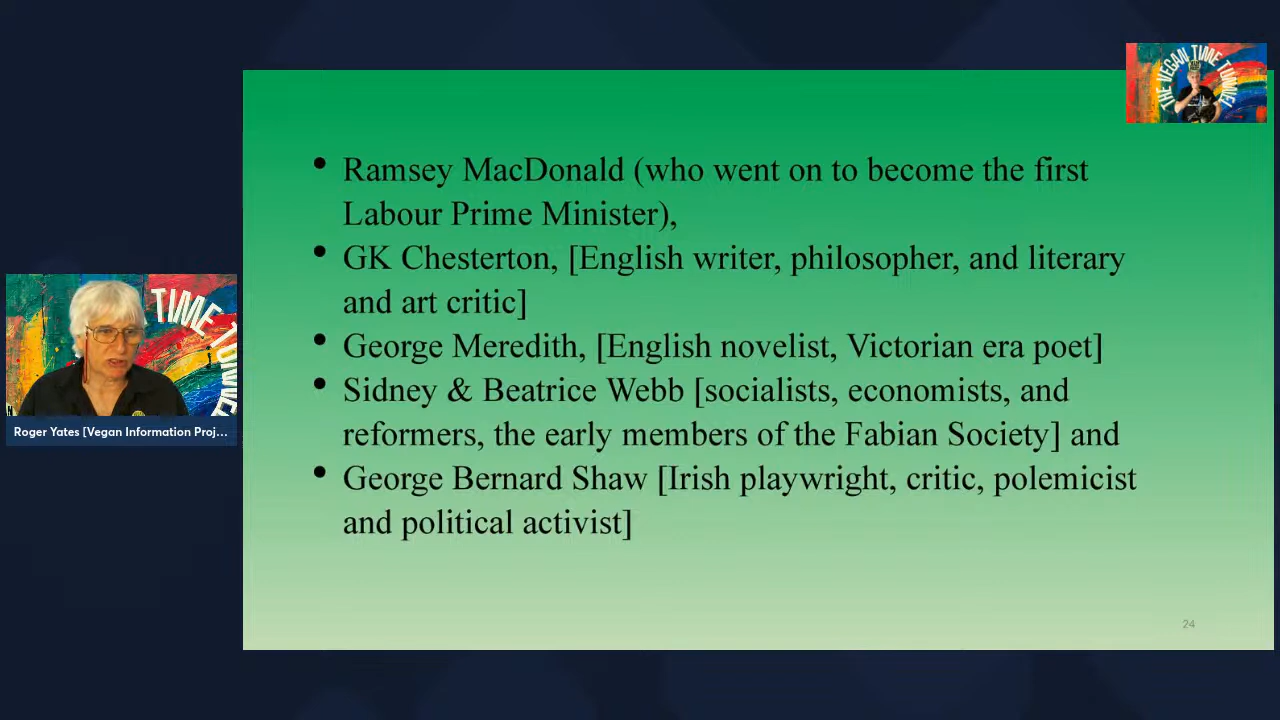 THE VEGAN TIME TUNNEL
• Ramsey MacDonald (who went on to become the first
Labour Prime Minister),
• GK Chesterton, [English writer, philosopher, and literary
and art critic]
• George Meredith, [English novelist, Victorian era poet]
• Sidney & Beatrice Webb [socialists, economists, and
reformers, the early members of the Fabian Society] and
• George Bernard Shaw [Irish playwright, critic, polemicist
and political activist]
24
TIME TUNNEL
Roger Yates [Vegan Information Proj...